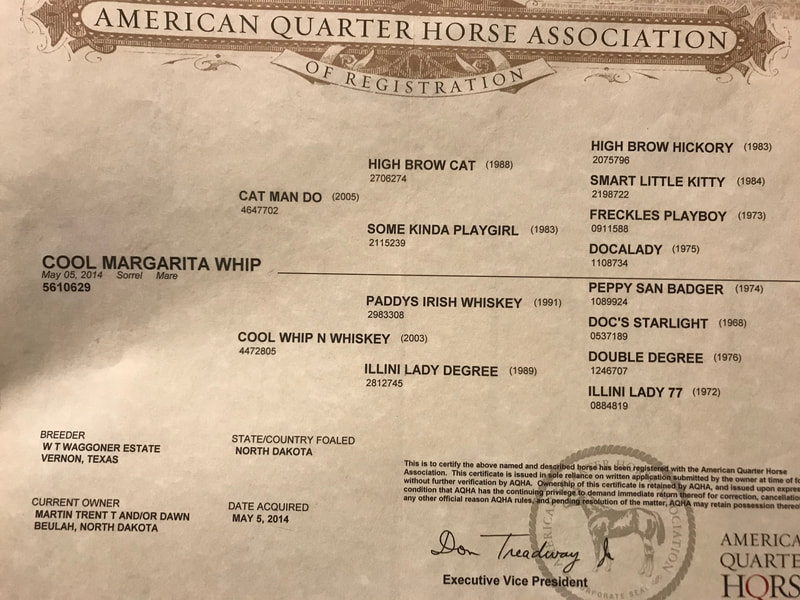 AMERICAN QUARTER HORSE ASSOCIATION
OF REGISTRATION
HIGH BROW HICKORY (1983)
2075796
HIGH BROW CAT (1988)
2706274
SMART LITTLE KITTY (1984)
2198722
CAT MAN DO (2005)
4647702
FRECKLES PLAYBOY (1973)
0911588
SOME KINDA PLAYGIRL (1983)
2115239
DOCALADY (1975)
1108734
COOL MARGARITA WHIP
May 05, 2014 Sorrel Mare
5610629
PEPPY SAN BADGER (1974)
1089924
PADDYS IRISH WHISKEY (1991)
2983308
DOC'S STARLIGHT (1968)
0537189
COOL WHIP N WHISKEY (2003)
4472805
DOUBLE DEGREE (1976)
1246707
ILLINI LADY DEGREE (1989)
2812745
ILLINI LADY 77 (1972)
0884819
BREEDER
W T WAGGONER ESTATE
VERNON, TEXAS
STATE/COUNTRY FOALED
NORTH DAKOTA
CURRENT OWNER
MARTIN TRENT T AND/OR DAWN
BEULAH, NORTH DAKOTA
DATE ACQUIRED
MAY 5, 2014
This is to certify the above named and described horse has been registered with the American Quarter Horse
Association. This certificate is issued in sole reliance on written application submitted by the owner at time of
without further verification by AQHA. Ownership of this certificate is retained by AQHA, and issued upon
condition that AQHA has the continuing privilege to demand immediate return thereof for correction,
any other official reason AQHA rules, and pending resolution of the matter, AQHA may retain possession
Don Treadway Jr
Executive Vice President
CORPORATE SEAL
AMERICA
QUARTE
HORS